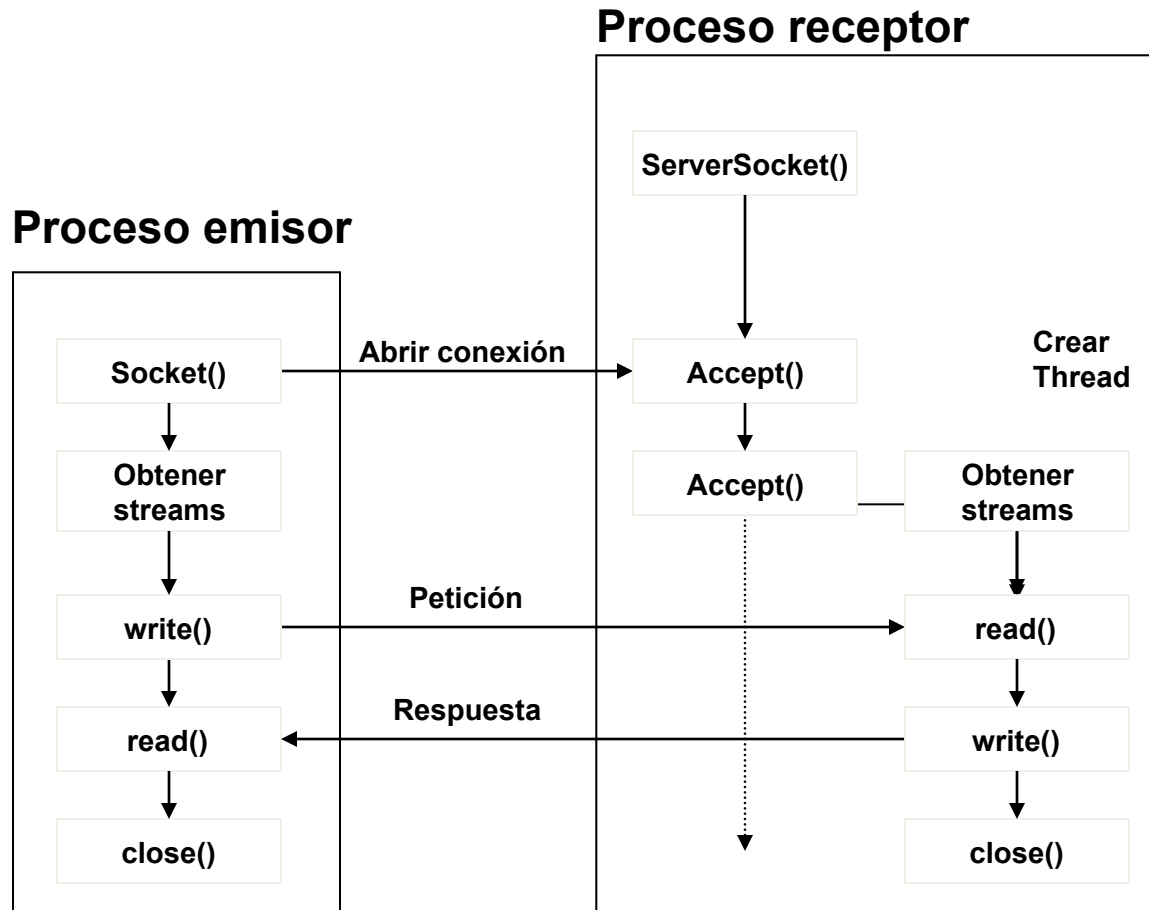 Proceso receptor
ServerSocket()
Proceso emisor
Abrir conexión
Crear
Thread
Socket()
Accept()
Obtener
streams
Accept()
Obtener
streams
Petición
write()
read()
Respuesta
read()
write()
close()
close()